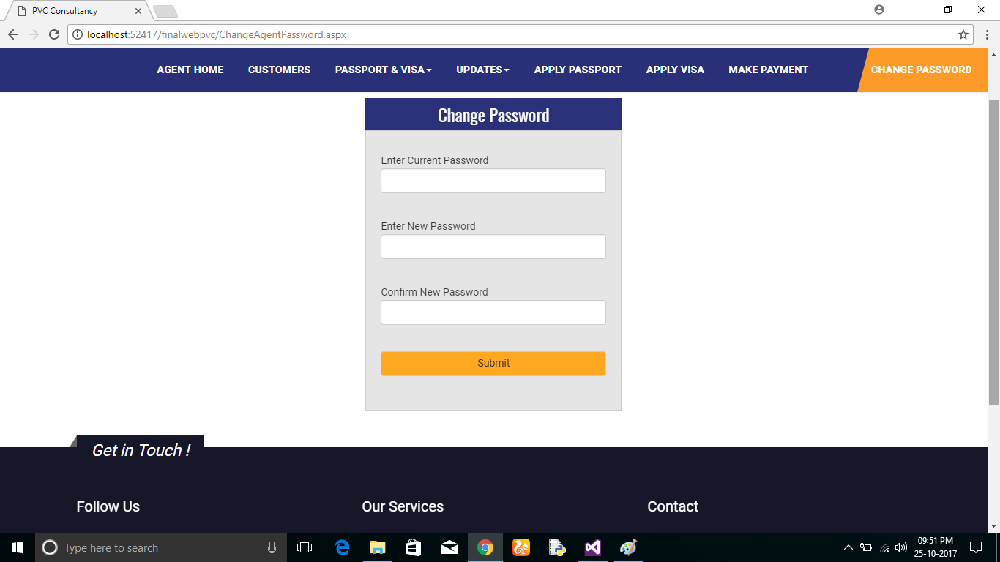 PVC Consultancy
localhost:52417/finalwebpvc/ChangeAgentPassword.aspx
AGENT HOME CUSTOMERS PASSPORT & VISA UPDATES APPLY PASSPORT APPLY VISA MAKE PAYMENT CHANGE PASSWORD
Change Password
Enter Current Password
Enter New Password
Confirm New Password
Submit
Get in Touch !
Follow Us Our Services Contact
Type here to search
09:51 PM
25-10-2017